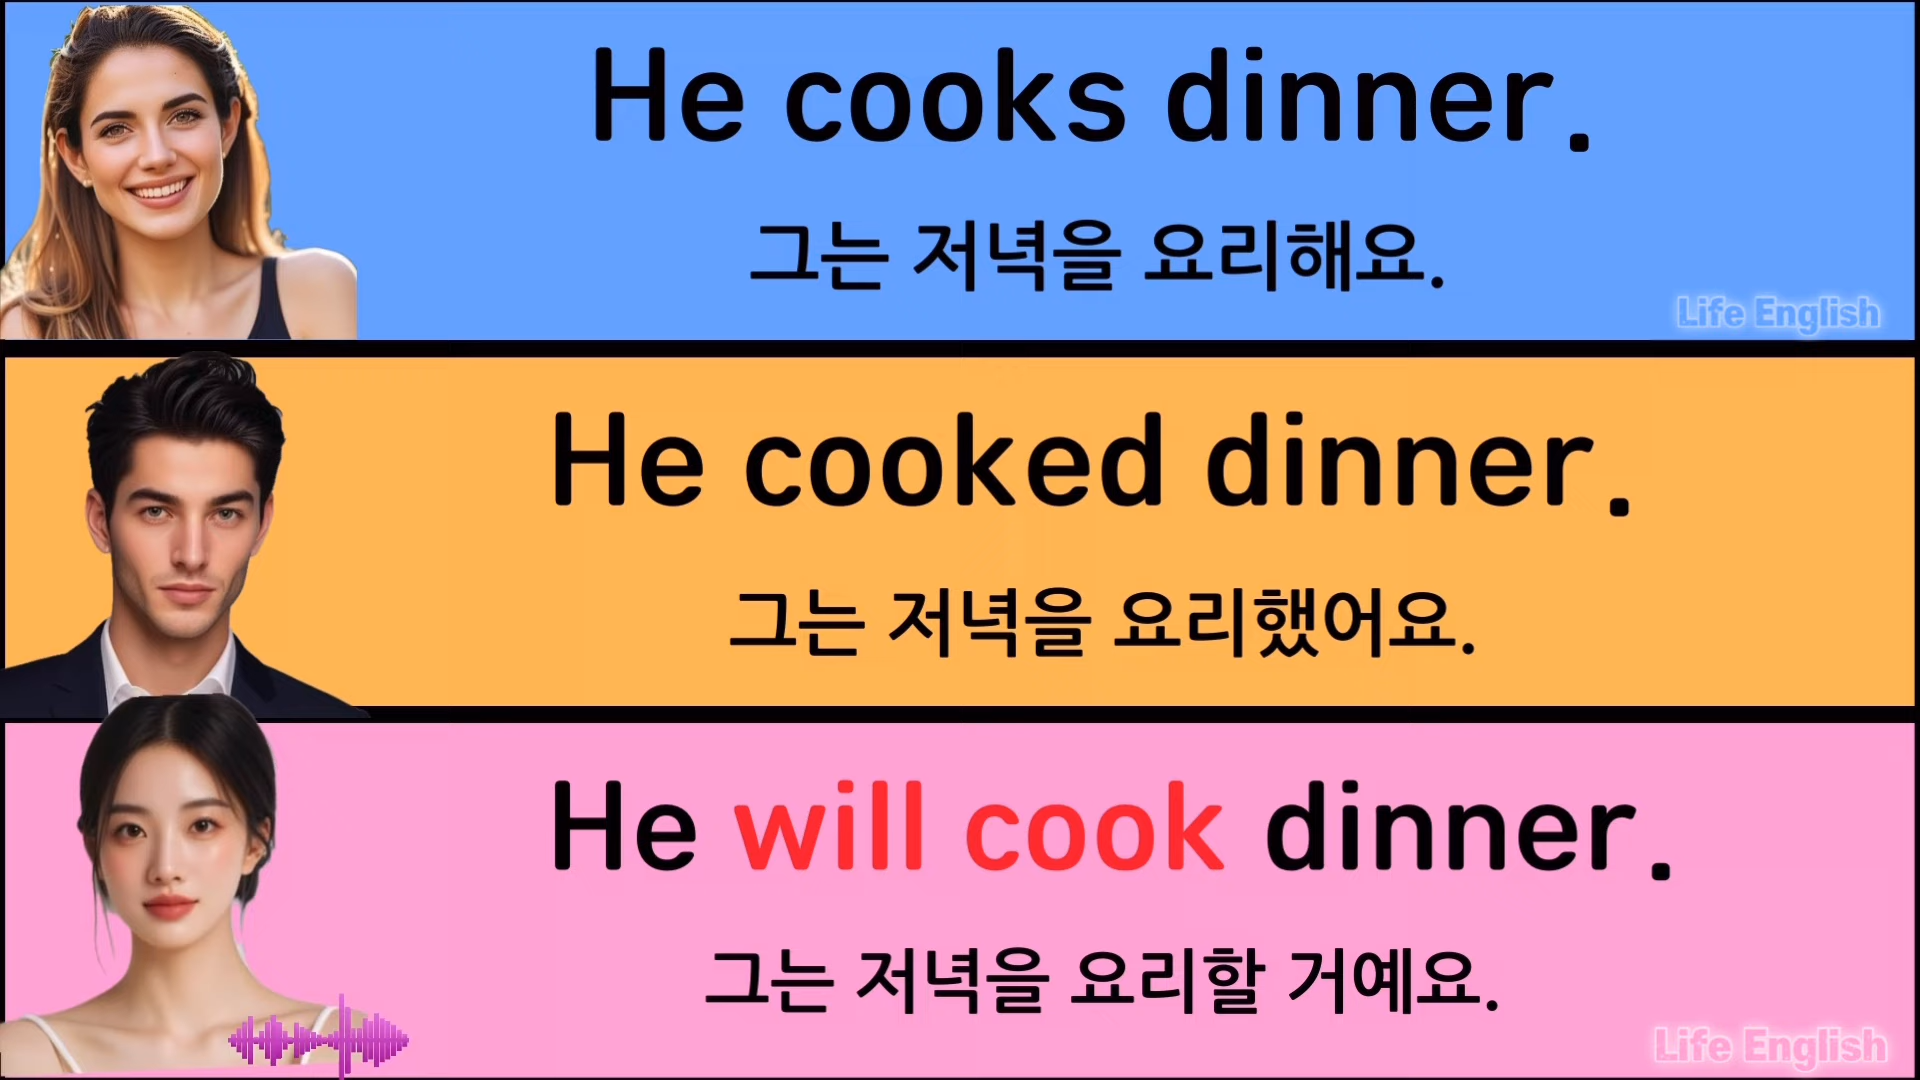 He cooks dinner.
그는 저녁을 요리해요.
Life English
He cooked dinner.
그는 저녁을 요리했어요.
He will cook dinner.
그는 저녁을 요리할 거예요.
Life English